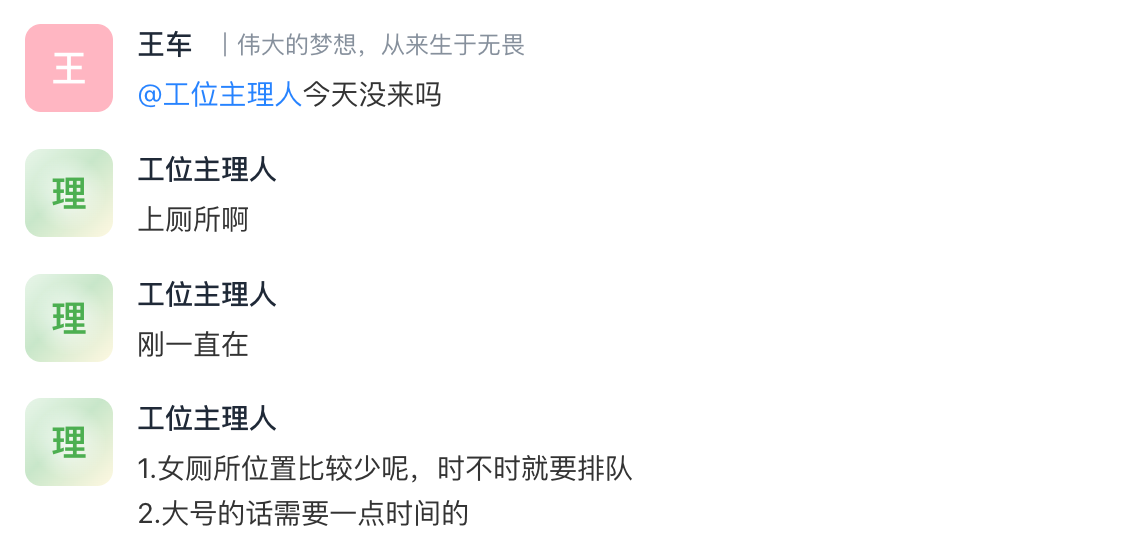 王
王车 | 伟大的梦想，从来生于无畏
@工位主理人今天没来吗
理
工位主理人
上厕所啊
理
工位主理人
刚一直在
理
工位主理人
1.女厕所位置比较少呢，时不时就要排队
2.大号的话需要一点时间的